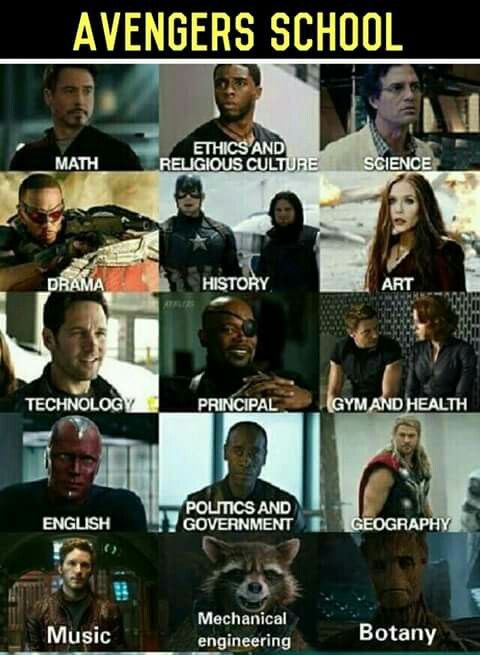 AVENGERS SCHOOL
MATH
ETHICS AND
RELIGIOUS CULTURE
SCIENCE
DRAMA
HISTORY
ART
TECHNOLOGY
PRINCIPAL
GYM AND HEALTH
ENGLISH
POLITICS AND
GOVERNMENT
GEOGRAPHY
Music
Mechanical
engineering
Botany